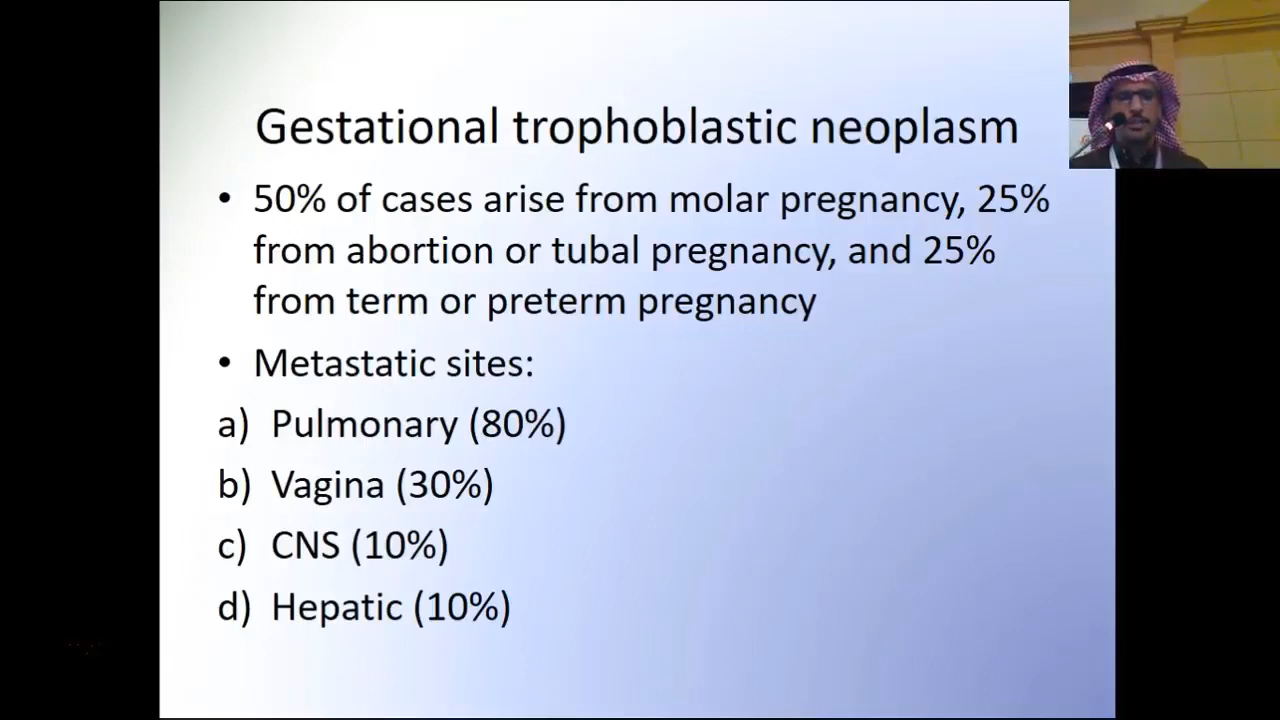 Gestational trophoblastic neoplasm
• 50% of cases arise from molar pregnancy, 25%
from abortion or tubal pregnancy, and 25%
from term or preterm pregnancy
• Metastatic sites:
a) Pulmonary (80%)
b) Vagina (30%)
c) CNS (10%)
d) Hepatic (10%)